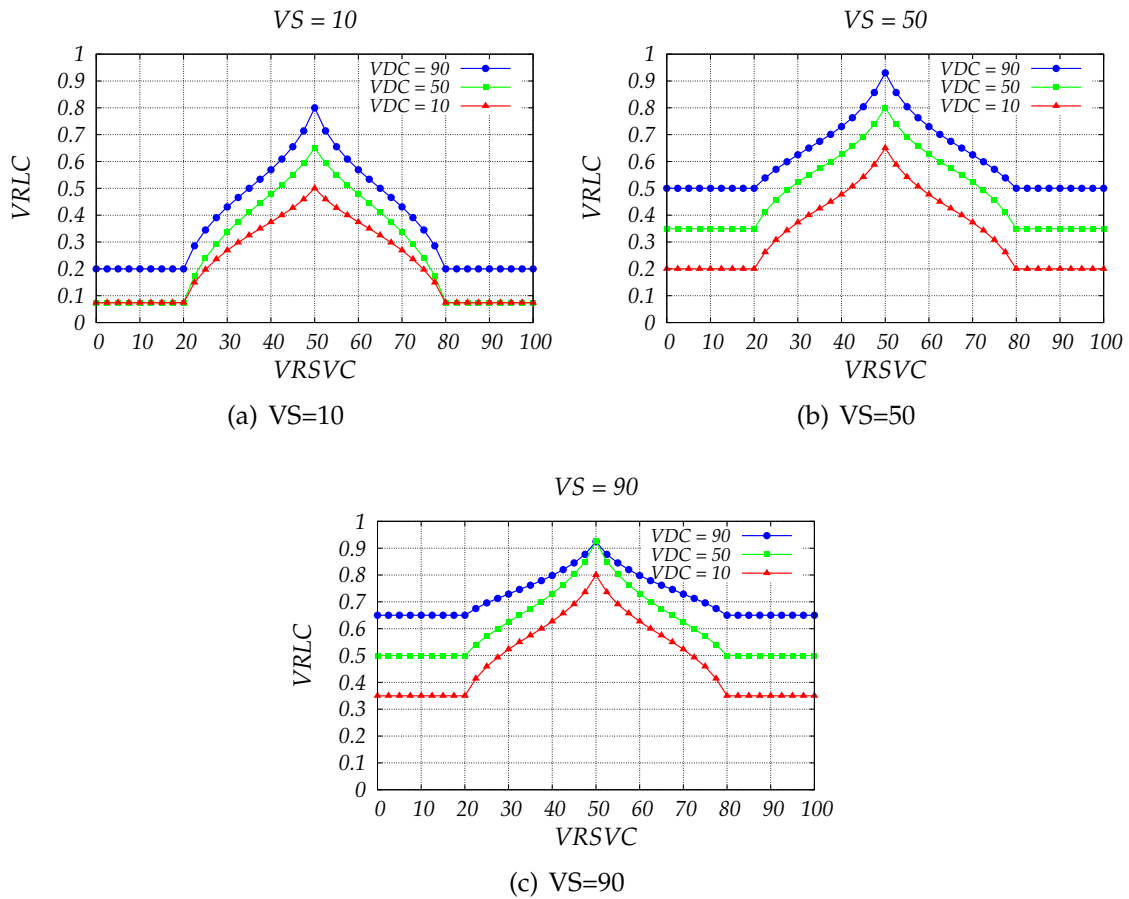 VS = 10
1
0.9
0.8
0.7
0.6
0.5
0.4
0.3
0.2
0.1
0
VRLC
VDC = 90
VDC = 50
VDC = 10
0 10 20 30 40 50 60 70 80 90 100
VRSVC
(a) VS=10
VS = 50
1
0.9
0.8
0.7
0.6
0.5
0.4
0.3
0.2
0.1
0
VRLC
VDC = 90
VDC = 50
VDC = 10
0 10 20 30 40 50 60 70 80 90 100
VRSVC
(b) VS=50
VS = 90
1
0.9
0.8
0.7
0.6
0.5
0.4
0.3
0.2
0.1
0
VRLC
VDC = 90
VDC = 50
VDC = 10
0 10 20 30 40 50 60 70 80 90 100
VRSVC
(c) VS=90